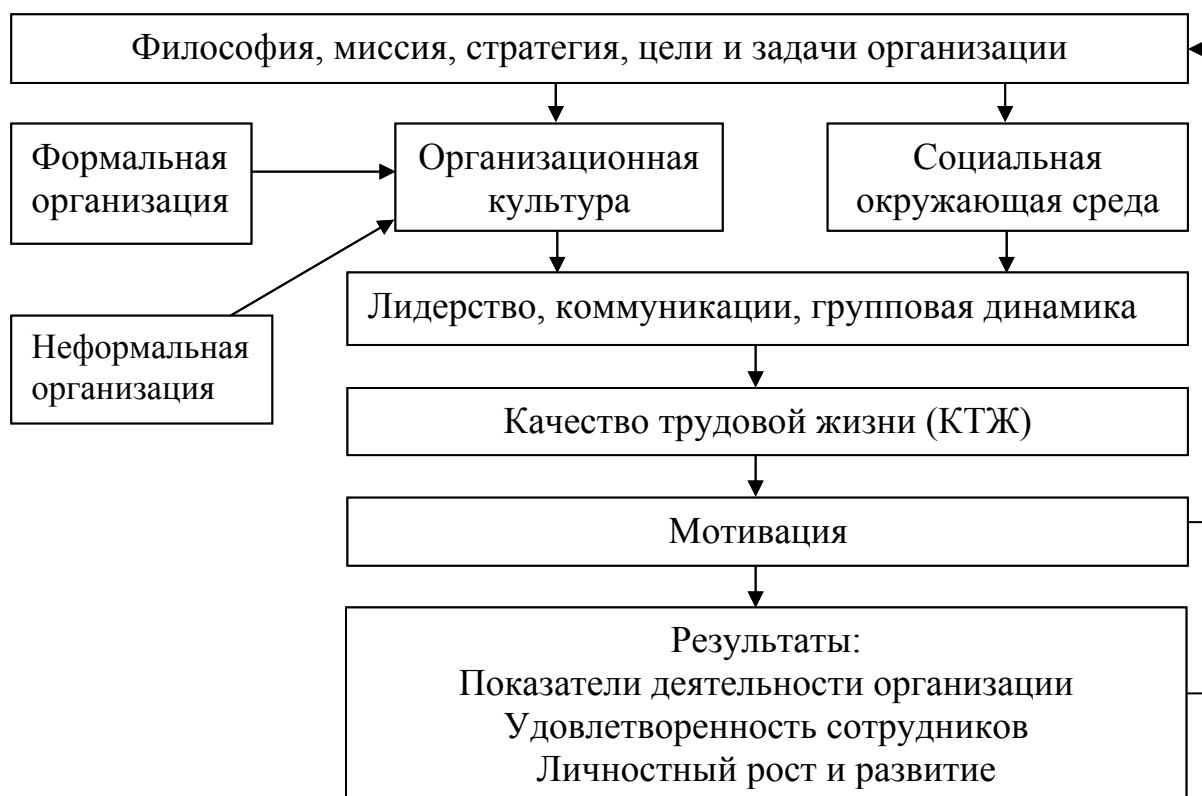 Философия, миссия, стратегия, цели и задачи организации
Формальная
организация
Организационная
культура
Социальная
окружающая среда
Лидерство, коммуникации, групповая динамика
Неформальная
организация
Качество трудовой жизни (КТЖ)
Мотивация
Результаты:
Показатели деятельности организации
Удовлетворенность сотрудников
Личностный рост и развитие